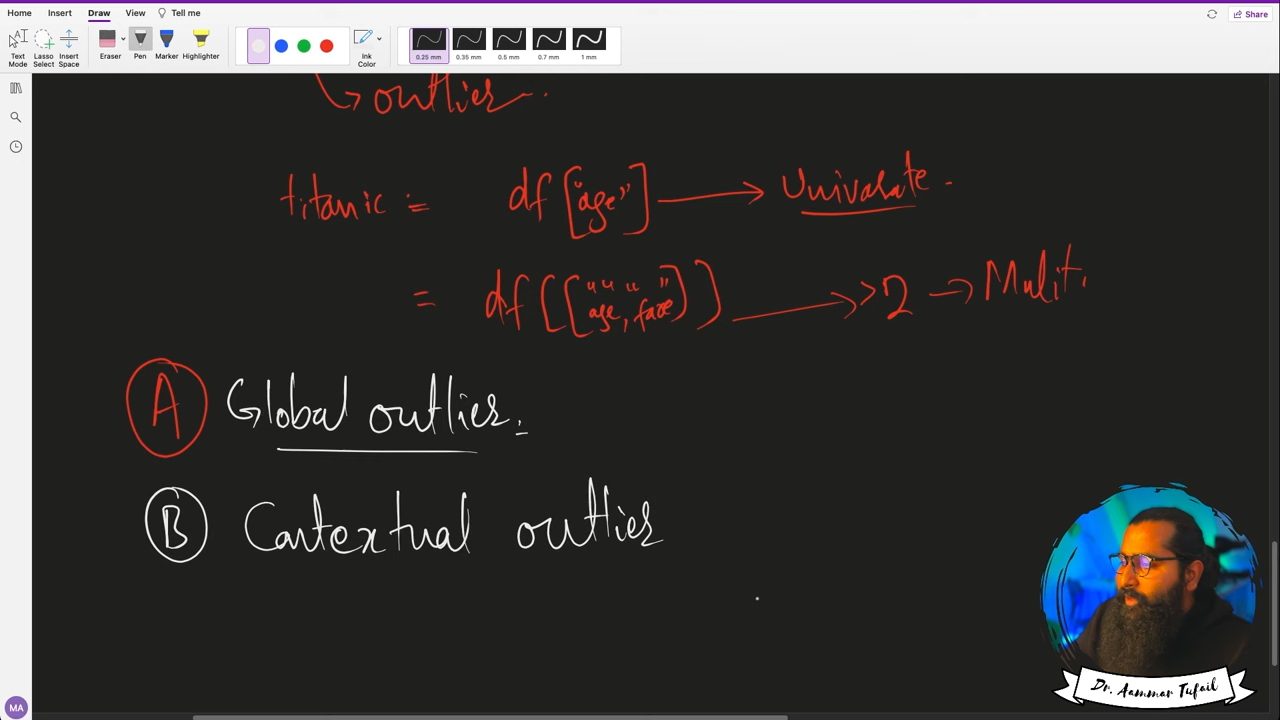 Home Insert Draw View Tell me
Share
Text Mode
Lasso Select
Insert Space
Eraser
Pen
Marker
Highlighter
Ink Color
0.25 mm
0.35 mm
0.5 mm
0.7 mm
1 mm
↳ outlier.
titanic = df["age"] → Univarate.
= df[["age, fare"]] → >2 → Mulit.
A Global outlier.
B Contextual outlier
Dr. Aammar Tufail
MA